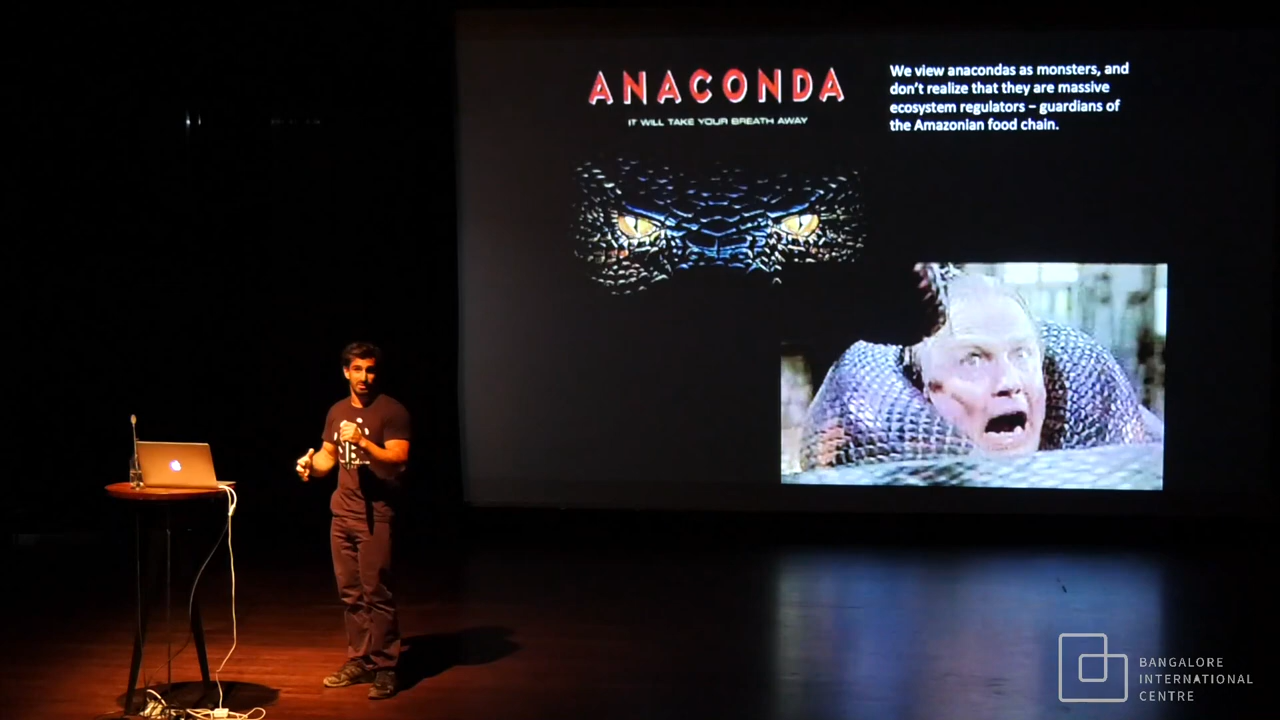 ANACONDA
IT WILL TAKE YOUR BREATH AWAY
We view anacondas as monsters, and
don't realize that they are massive
ecosystem regulators – guardians of
the Amazonian food chain.
BANGALORE
INTERNATIONAL
CENTRE